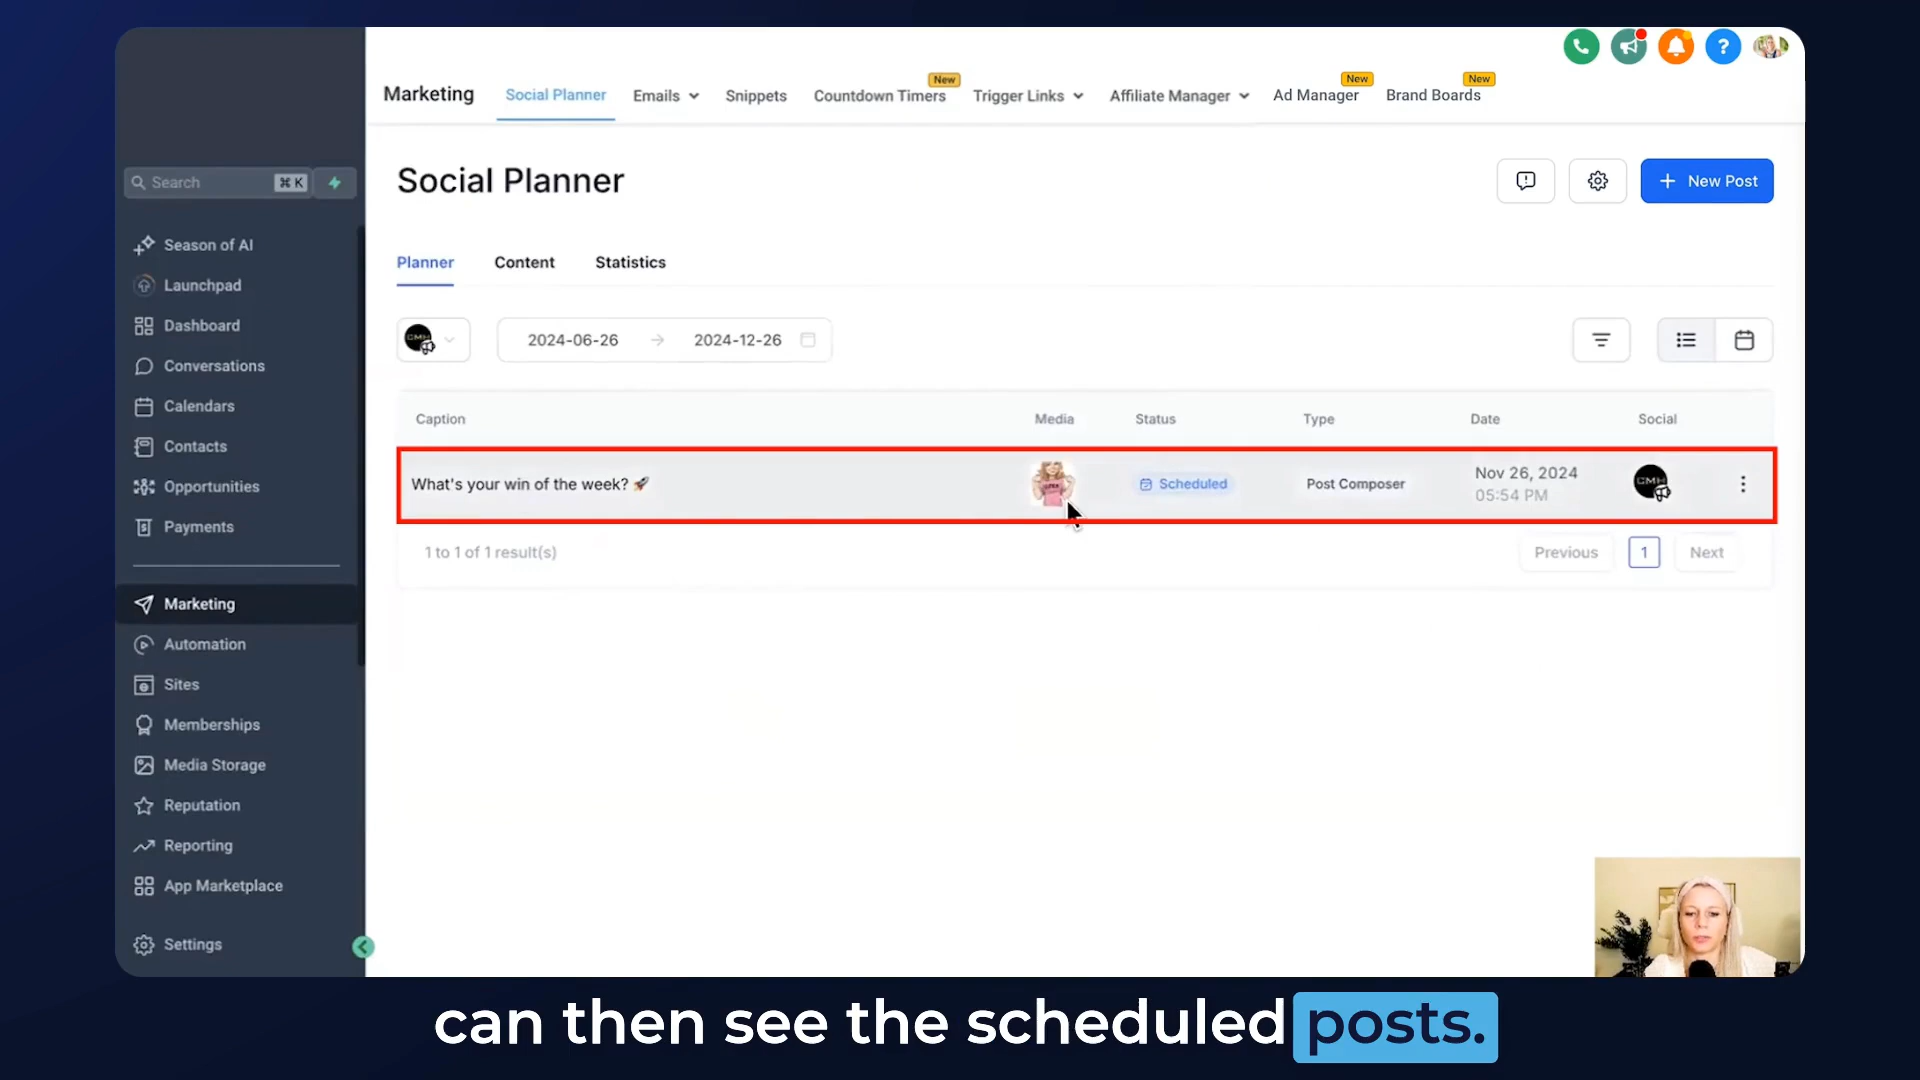 Marketing
Social Planner
Emails
Snippets
Countdown Timers
New
Trigger Links
Affiliate Manager
Ad Manager
New
Brand Boards
New
Search
⌘ K
Social Planner
+ New Post
Season of AI
Launchpad
Dashboard
Conversations
Calendars
Contacts
Opportunities
Payments
Marketing
Automation
Sites
Memberships
Media Storage
Reputation
Reporting
App Marketplace
Settings
Planner
Content
Statistics
CMH
2024-06-26 → 2024-12-26
Caption
Media
Status
Type
Date
Social
What's your win of the week? 🚀
Scheduled
Post Composer
Nov 26, 2024
05:54 PM
CMH
1 to 1 of 1 result(s)
Previous
1
Next
can then see the scheduled posts.